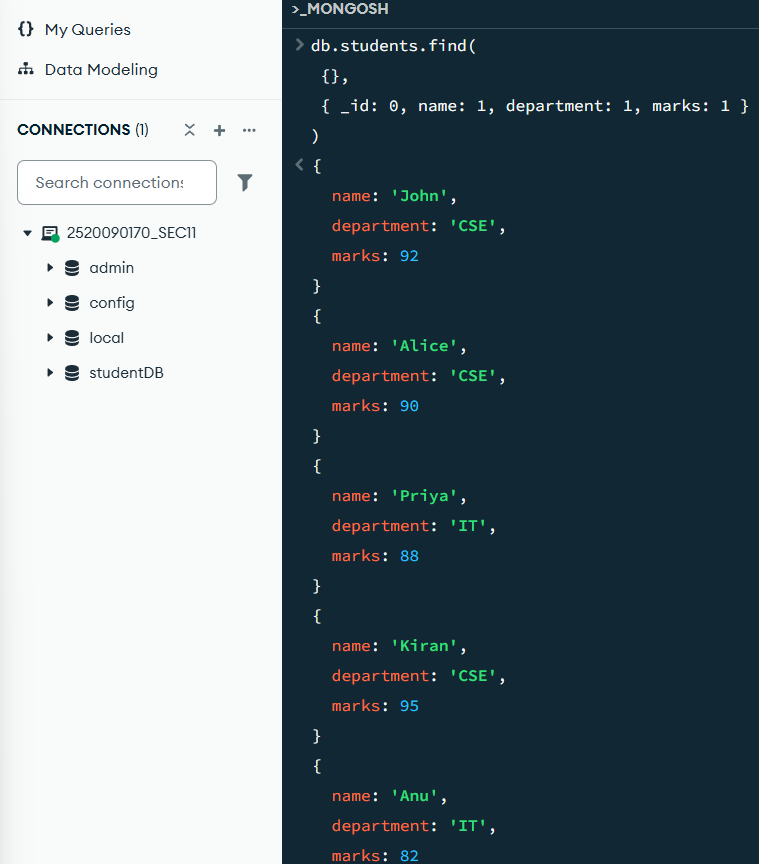 My Queries
Data Modeling
CONNECTIONS (1)
Search connections
2520090170_SEC11
admin
config
local
studentDB
>_MONGOSH
db.students.find(
{},
{ _id: 0, name: 1, department: 1, marks: 1 }
)
{
name: 'John',
department: 'CSE',
marks: 92
}
{
name: 'Alice',
department: 'CSE',
marks: 90
}
{
name: 'Priya',
department: 'IT',
marks: 88
}
{
name: 'Kiran',
department: 'CSE',
marks: 95
}
{
name: 'Anu',
department: 'IT',
marks: 82